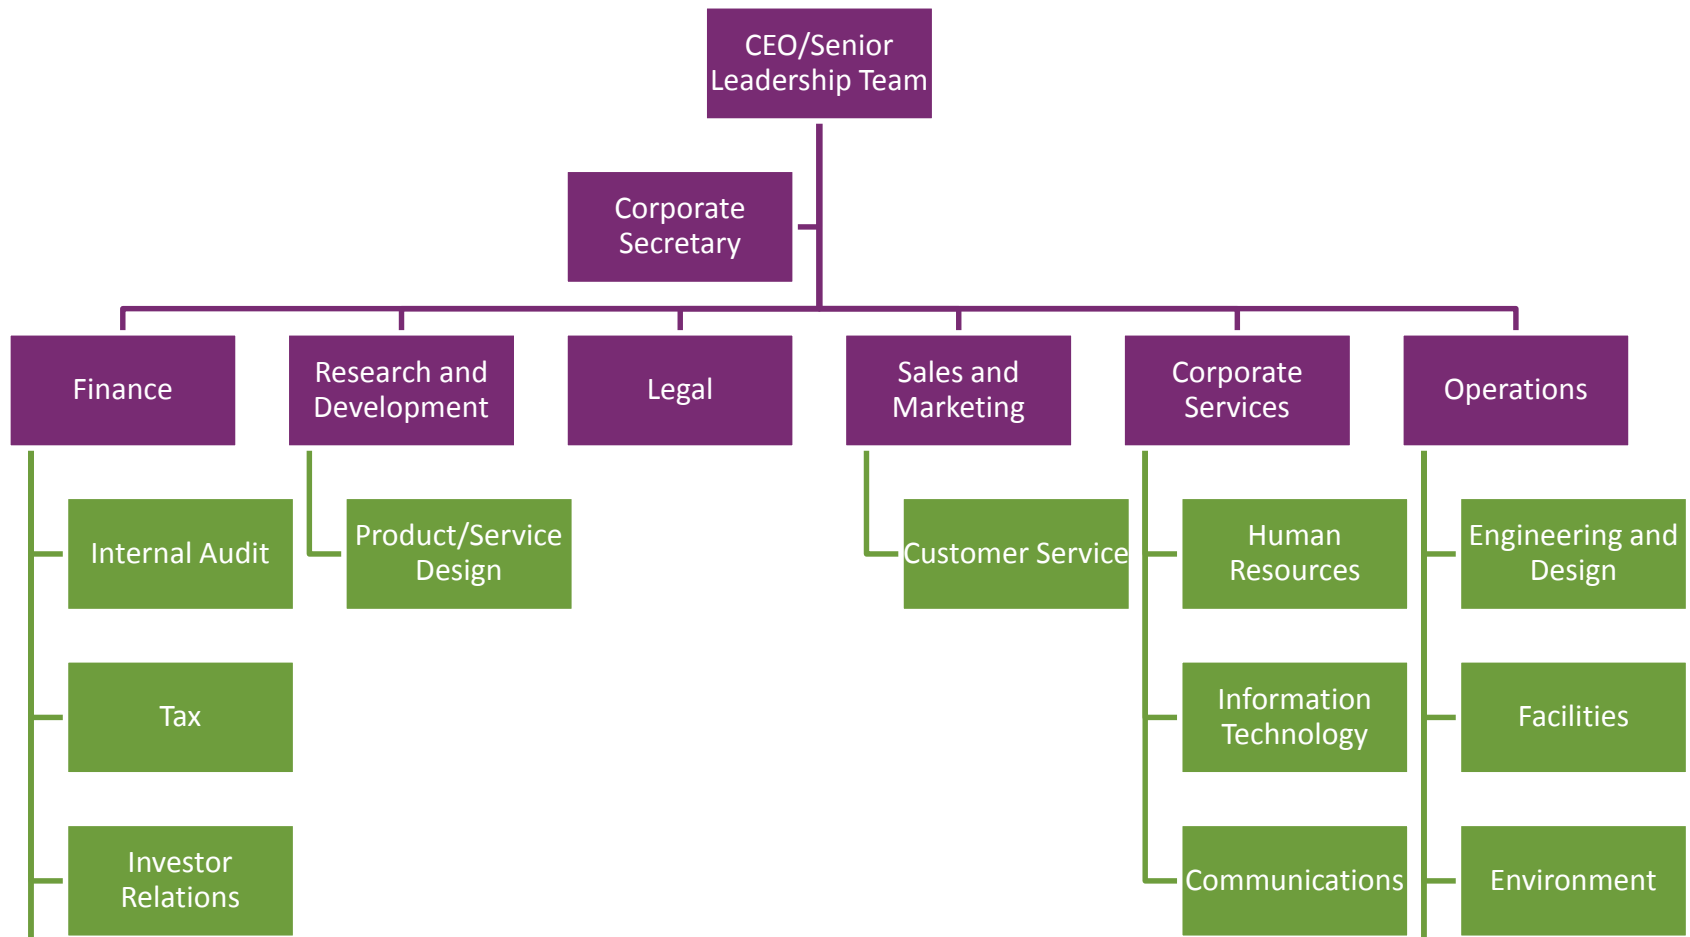 CEO/Senior
Leadership Team
Corporate
Secretary
Finance
Research and
Development
Legal
Sales and
Marketing
Corporate
Services
Operations
Internal Audit
Product/Service
Design
Customer Service
Human
Resources
Engineering and
Design
Tax
Information
Technology
Facilities
Investor
Relations
Communications
Environment